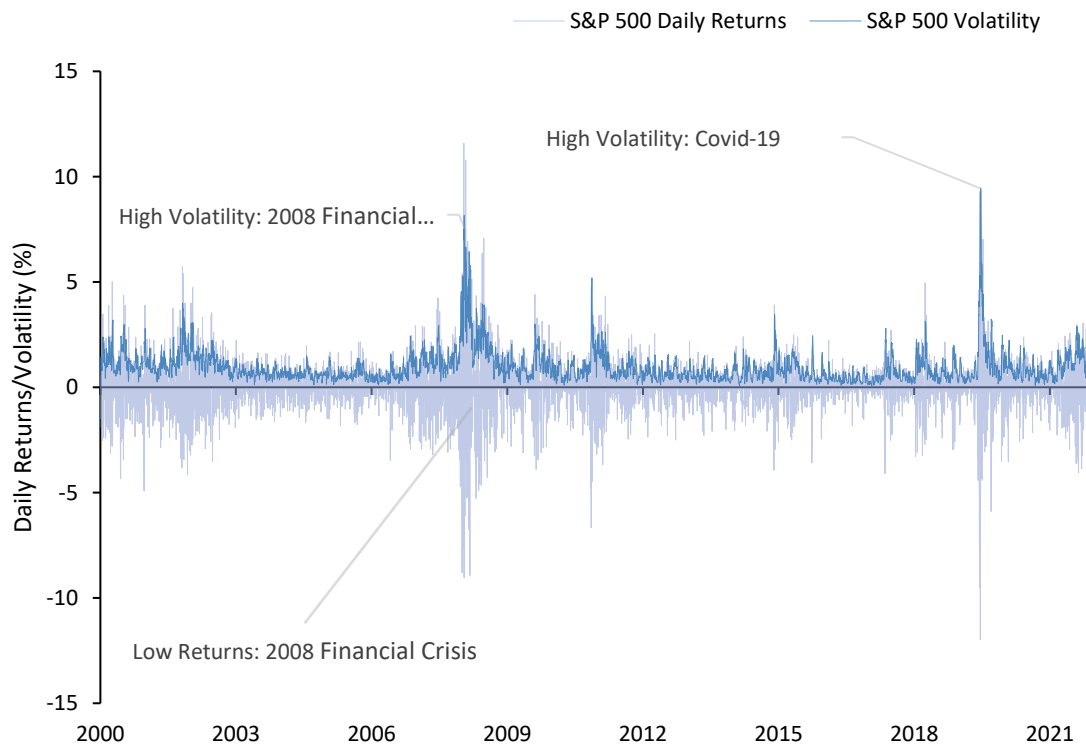 S&P 500 Daily Returns S&P 500 Volatility
15
High Volatility: Covid-19
10
High Volatility: 2008 Financial...
5
0
-5
-10
Low Returns: 2008 Financial Crisis
-15
Daily Returns/Volatility (%)
2000 2003 2006 2009 2012 2015 2018 2021